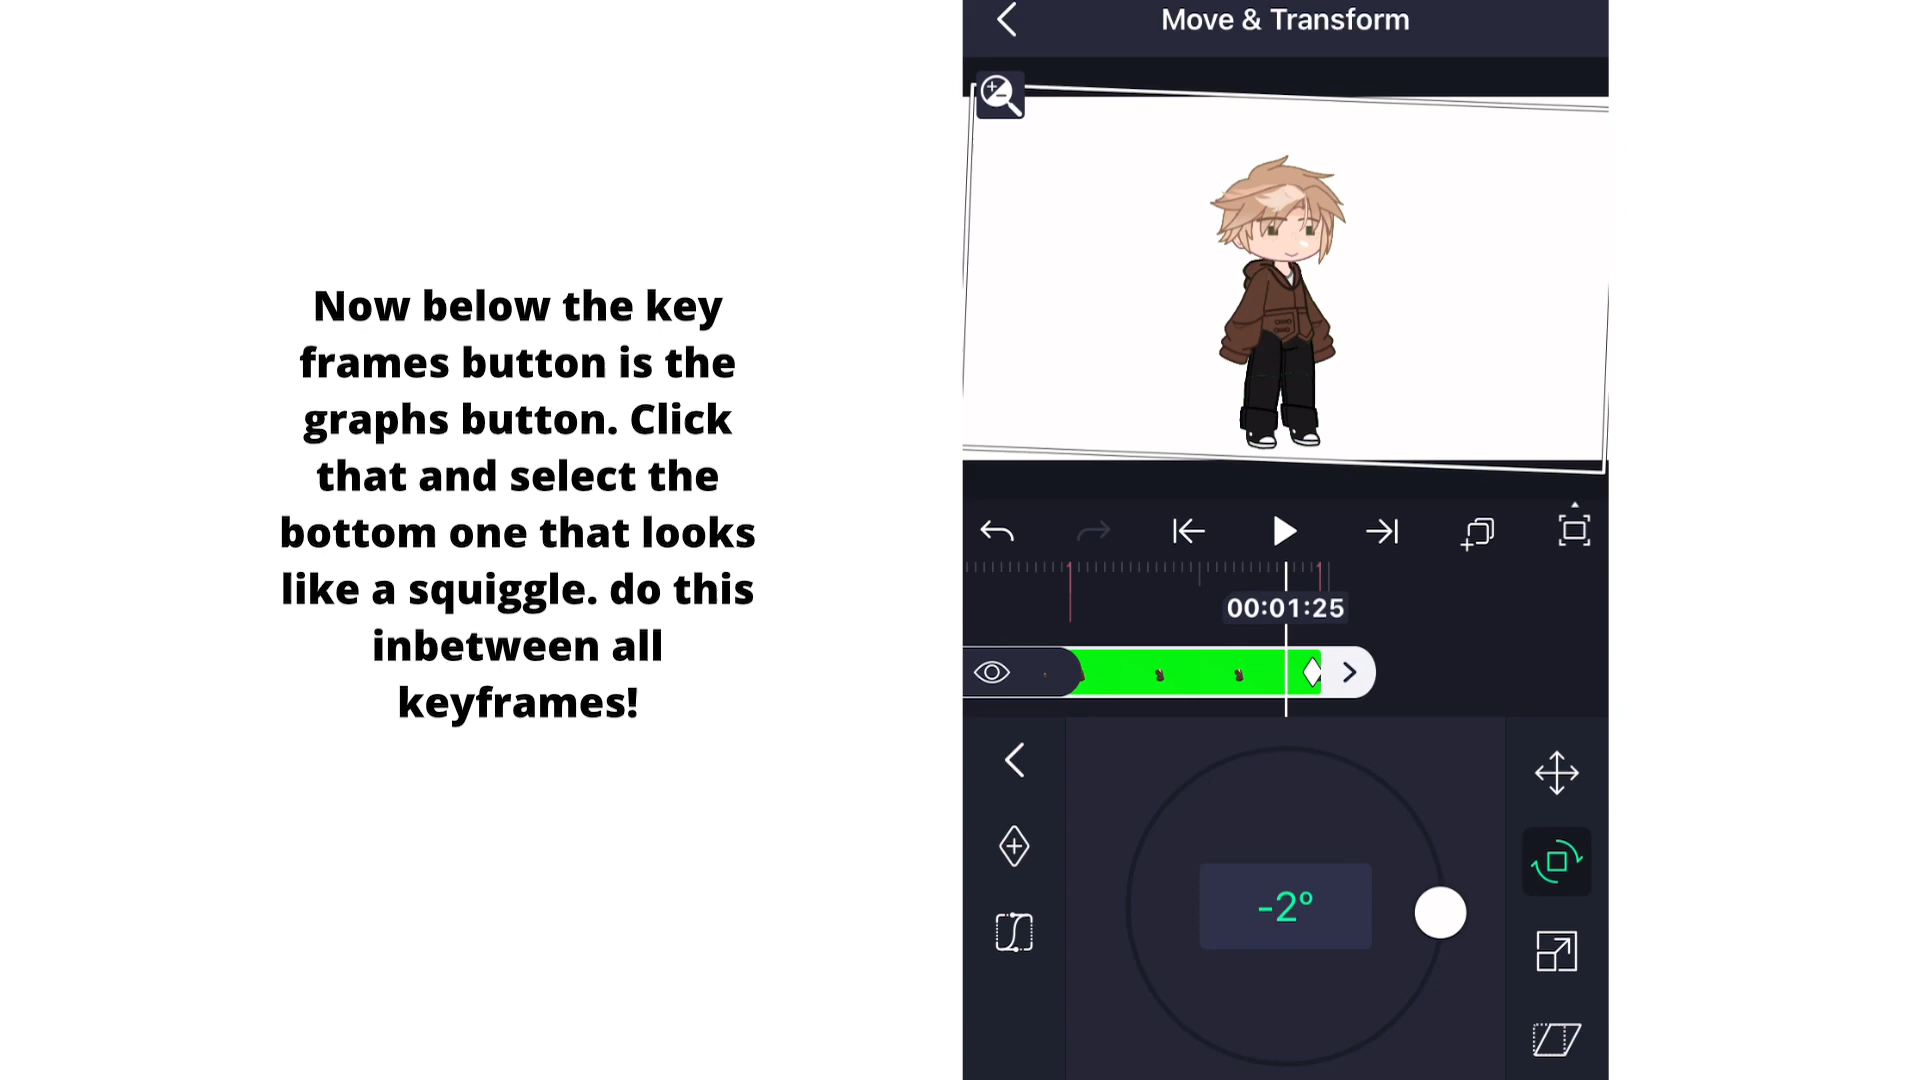 Now below the key
frames button is the
graphs button. Click
that and select the
bottom one that looks
like a squiggle. do this
inbetween all
keyframes!
Move & Transform
00:01:25
-2º